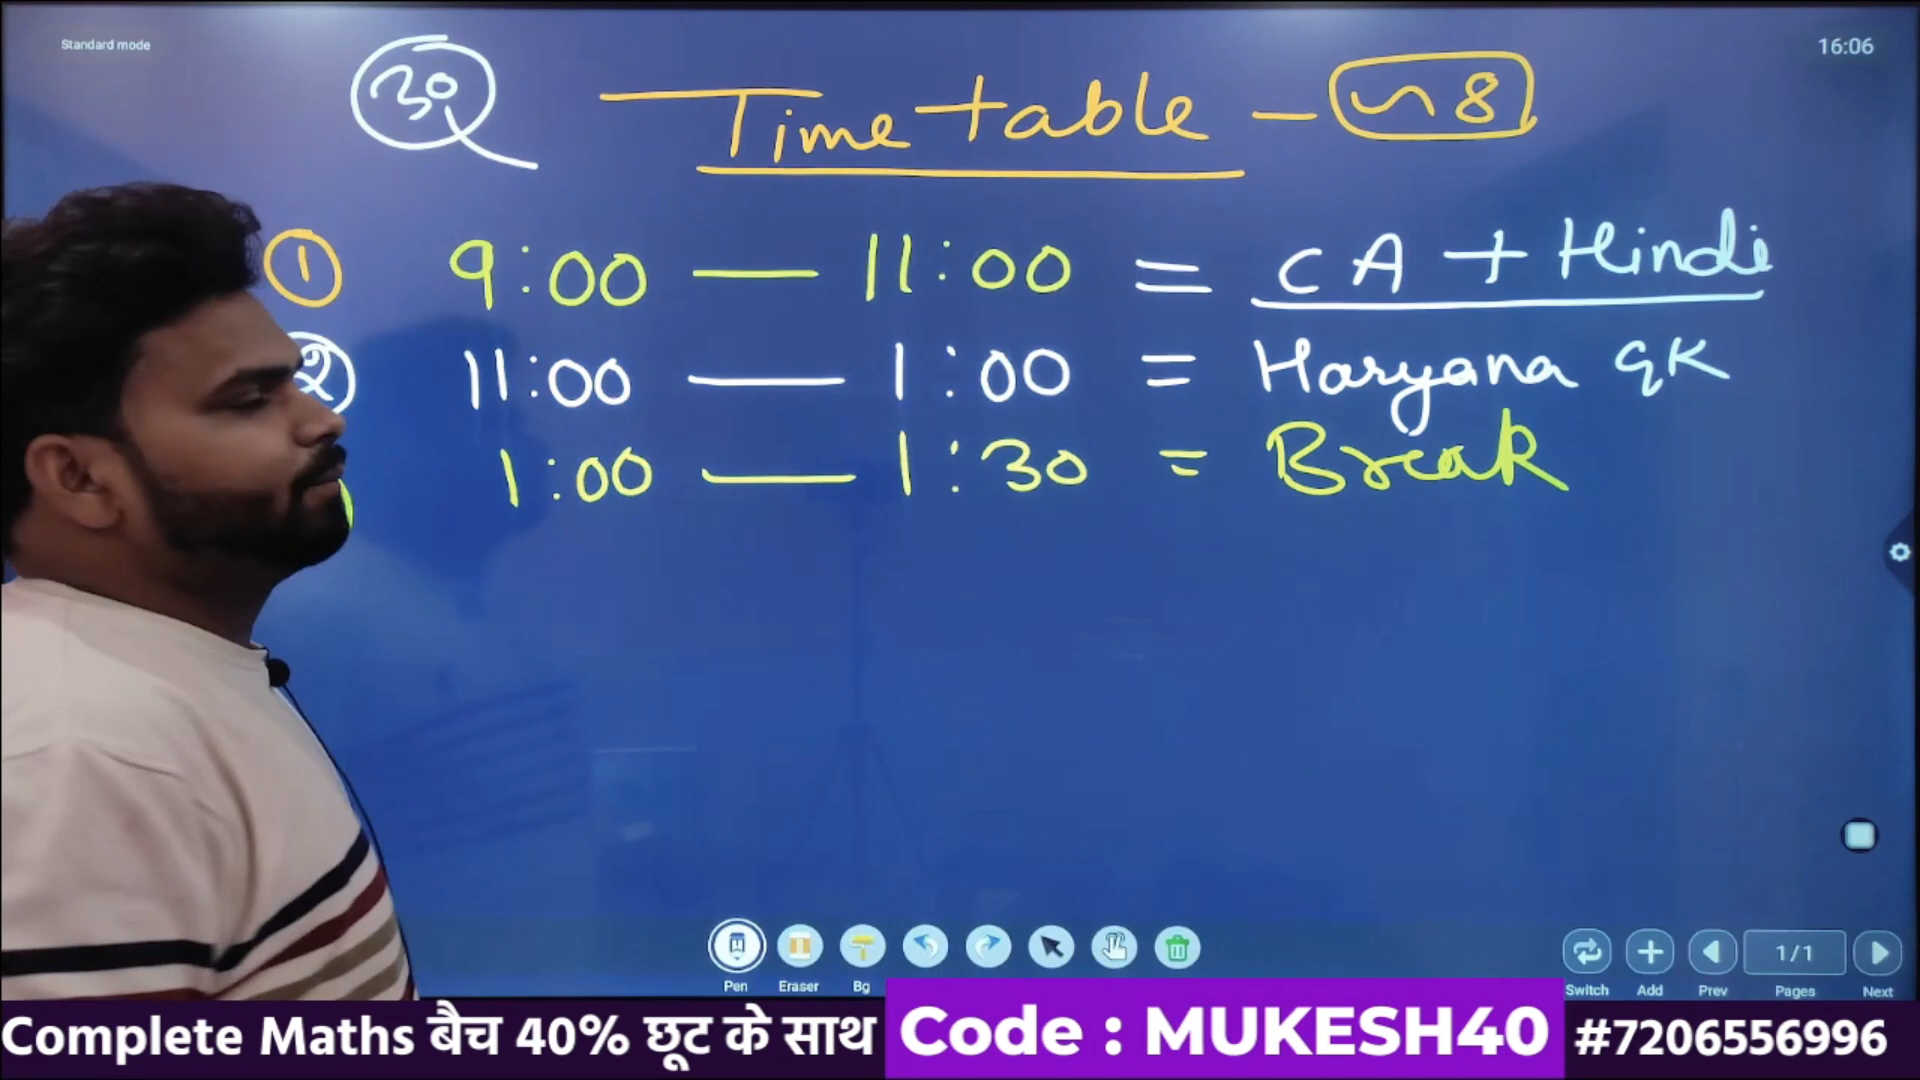 Standard mode
16:06
30
Time table - 8
1 9:00 — 11:00 = CA + Hindi
2 11:00 — 1:00 = Haryana GK
1:00 — 1:30 = Break
Pen Eraser Bg
Switch Add Prev 1/1 Pages Next
Complete Maths बैच 40% छूट के साथ Code : MUKESH40 #7206556996